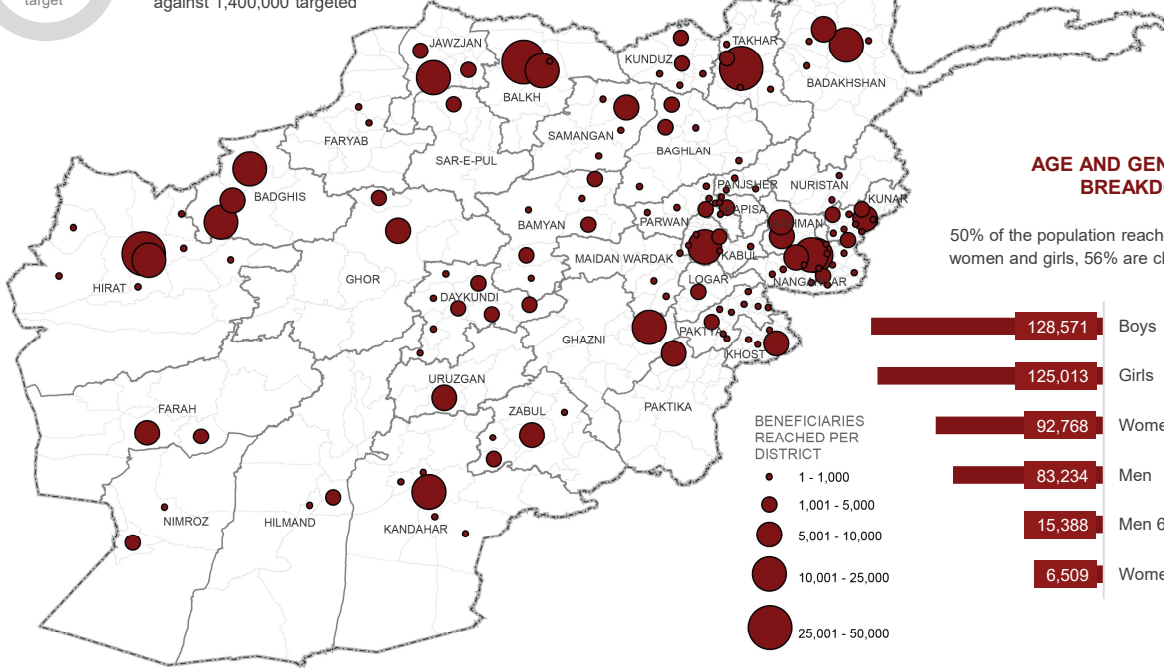 target
against 1,400,000 targeted
JAWZJAN
BALKH
KUNDUZ
TAKHAR
BADAKHSHAN
FARYAB
SAR-E-PUL
SAMANGAN
BAGHLAN
BADGHIS
BAMYAN
PARWAN
PANJSHER
NURISTAN
KUNAR
MAIDAN WARDAK
KABUL
HIRAT
GHOR
DAYKUNDI
LOGAR
GHAZNI
KHOST
URUZGAN
ZABUL
PAKTIKA
FARAH
NIMROZ
HILMAND
KANDAHAR
BENEFICIARIES
REACHED PER
DISTRICT
1 - 1,000
1,001 - 5,000
5,001 - 10,000
10,001 - 25,000
25,001 - 50,000
AGE AND GEN
BREAKD
50% of the population reach
women and girls, 56% are c
128,571 Boys
125,013 Girls
92,768 Wome
83,234 Men
15,388 Men 6
6,509 Wome